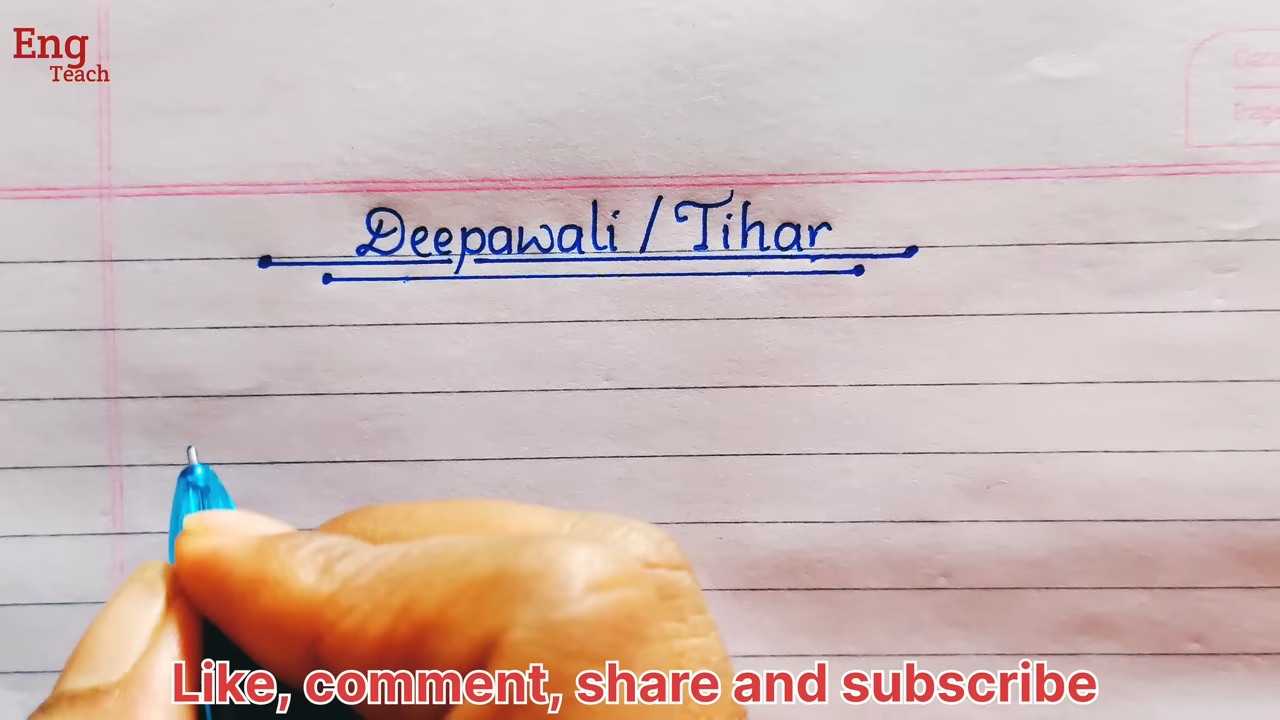 Eng
Teach
Deepawali / Tihar
Like, comment, share and subscribe